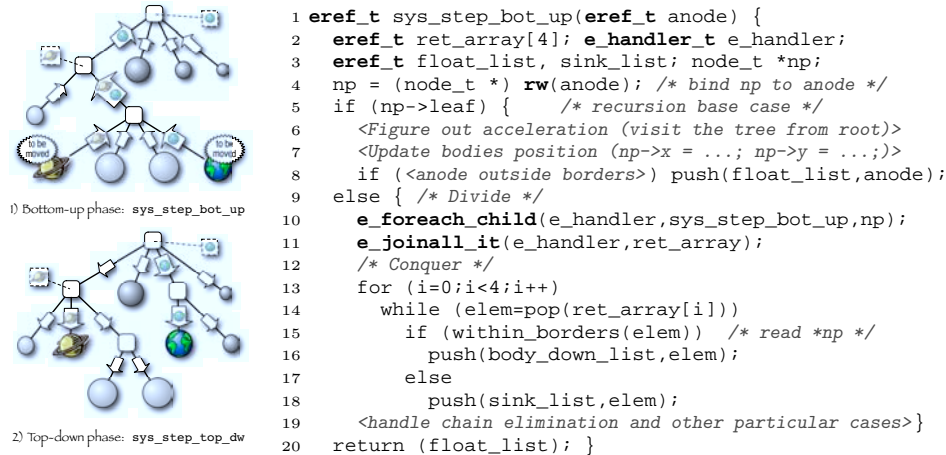 to be moved
to be moved
1) Bottom-up phase: sys_step_bot_up
2) Top-down phase: sys_step_top_dw
1 eref_t sys_step_bot_up(eref_t anode) {
2 eref_t ret_array[4]; e_handler_t e_handler;
3 eref_t float_list, sink_list; node_t *np;
4 np = (node_t *) rw(anode); /* bind np to anode */
5 if (np->leaf) { /* recursion base case */
6 <Figure out acceleration (visit the tree from root)>
7 <Update bodies position (np->x = ...; np->y = ...;)>
8 if (<anode outside borders>) push(float_list,anode);
9 else { /* Divide */
10 e_foreach_child(e_handler,sys_step_bot_up,np);
11 e_joinall_it(e_handler,ret_array);
12 /* Conquer */
13 for (i=0;i<4;i++)
14 while (elem=pop(ret_array[i]))
15 if (within_borders(elem)) /* read *np */
16 push(body_down_list,elem);
17 else
18 push(sink_list,elem);
19 <handle chain elimination and other particular cases>}
20 return (float_list); }